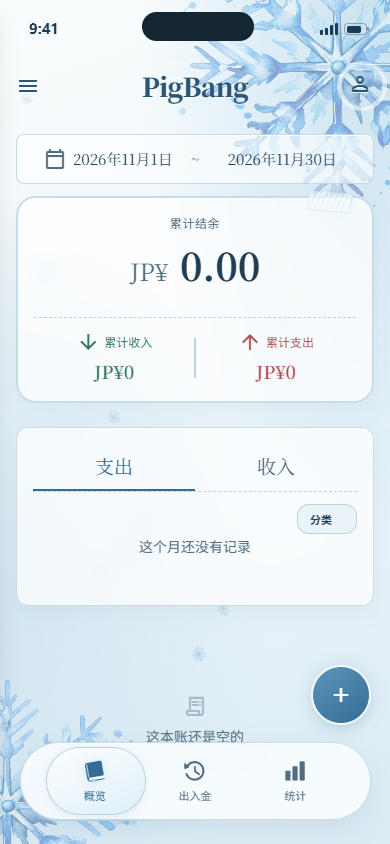 9:41
PigBang
2026年11月1日 ~ 2026年11月30日
累计结余
JP¥ 0.00
累计收入 累计支出
JP¥0 JP¥0
支出 收入
分类
这个月还没有记录
+
这本账还是空的
概览 出入金 统计